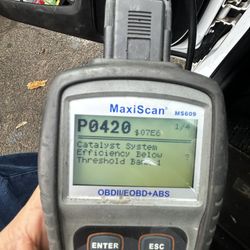 MaxiScan® MS609
P0420 $07E8 1/4
Catalyst System
Efficiency Below
Threshold Bank 1
OBDII/EOBD+ABS
ENTER ESC